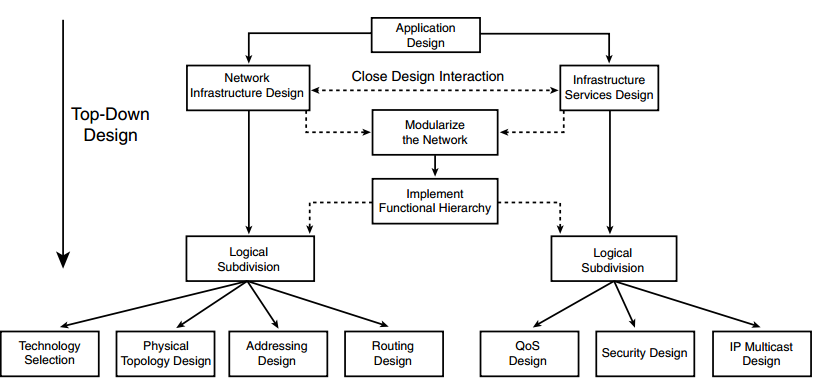 Application
Design
Network
Infrastructure Design
Close Design Interaction
Infrastructure
Services Design
Top-Down
Design
Modularize
the Network
Implement
Functional Hierarchy
Logical
Subdivision
Logical
Subdivision
Technology
Selection
Physical
Topology Design
Addressing
Design
Routing
Design
QoS
Design
Security Design
IP Multicast
Design